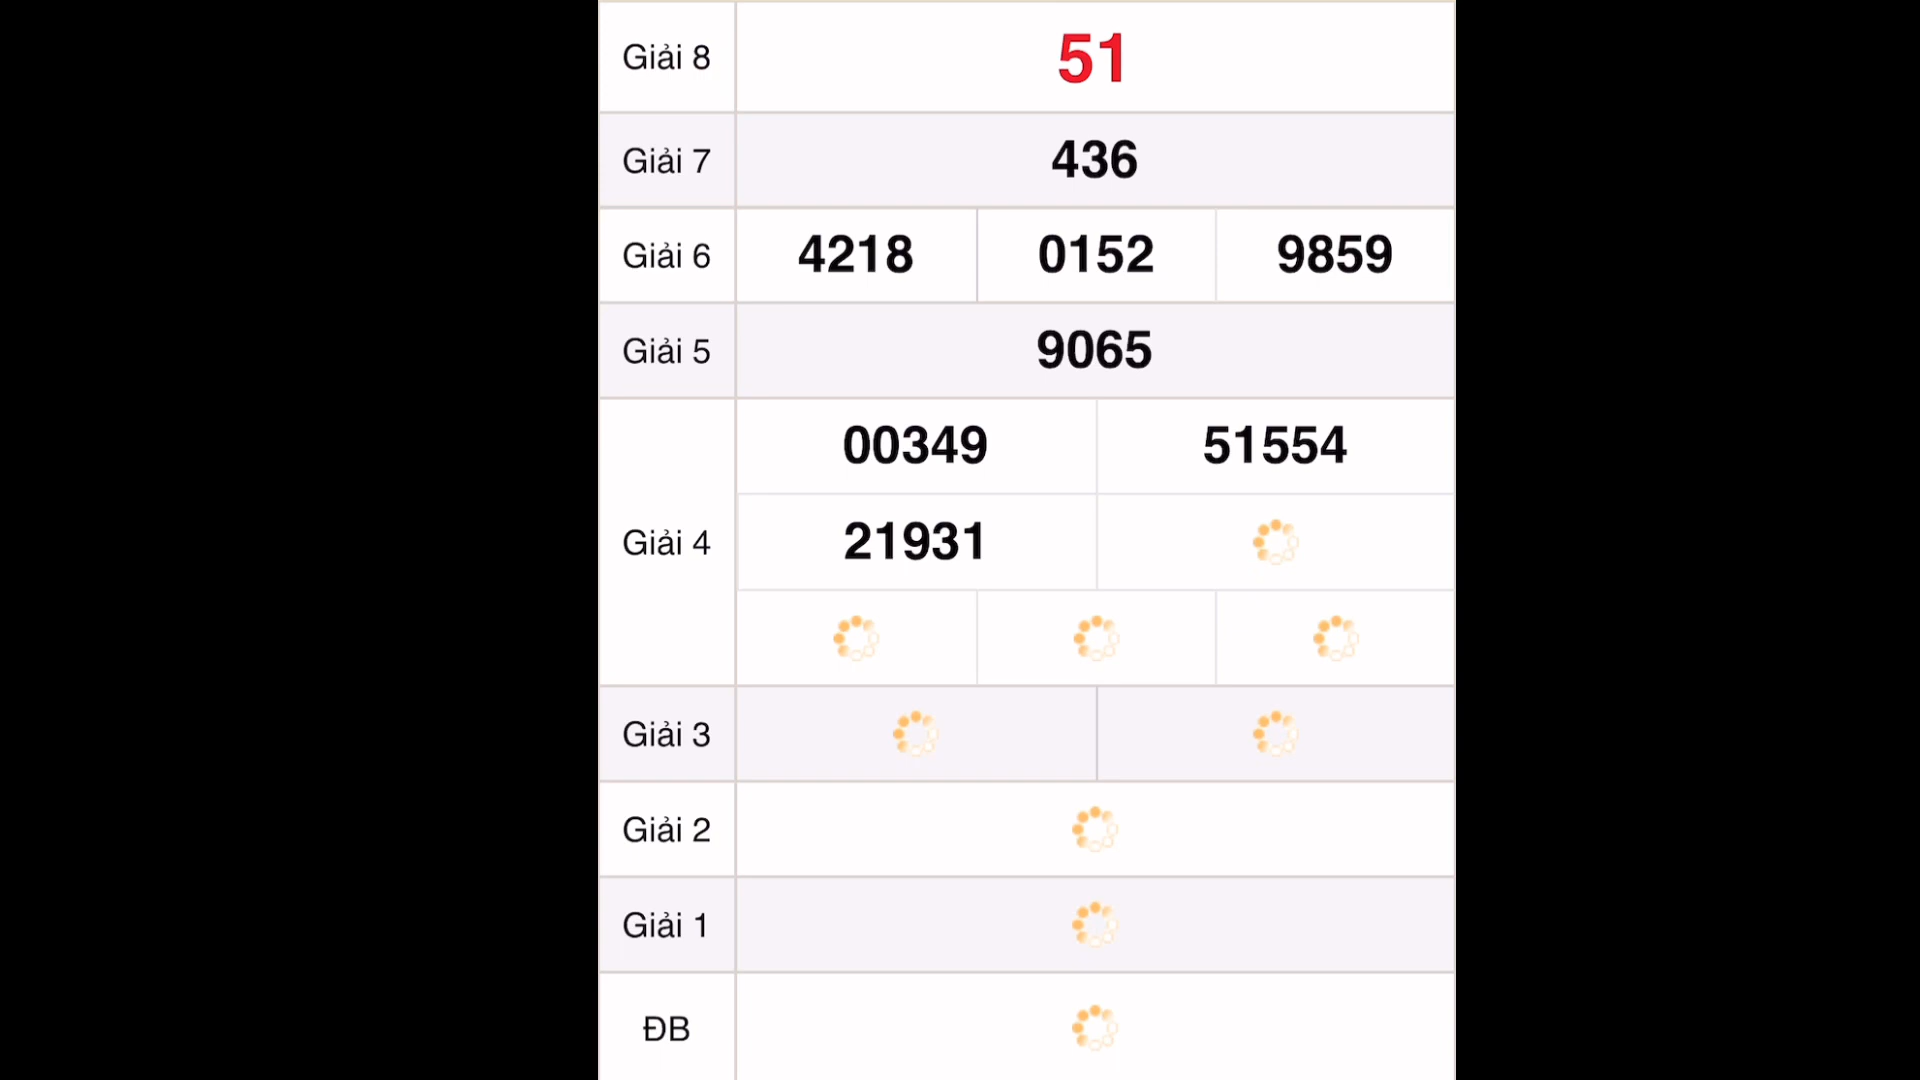 Giải 8 51
Giải 7 436
Giải 6 4218 0152 9859
Giải 5 9065
00349 51554
Giải 4 21931
Giải 3
Giải 2
Giải 1
ĐB